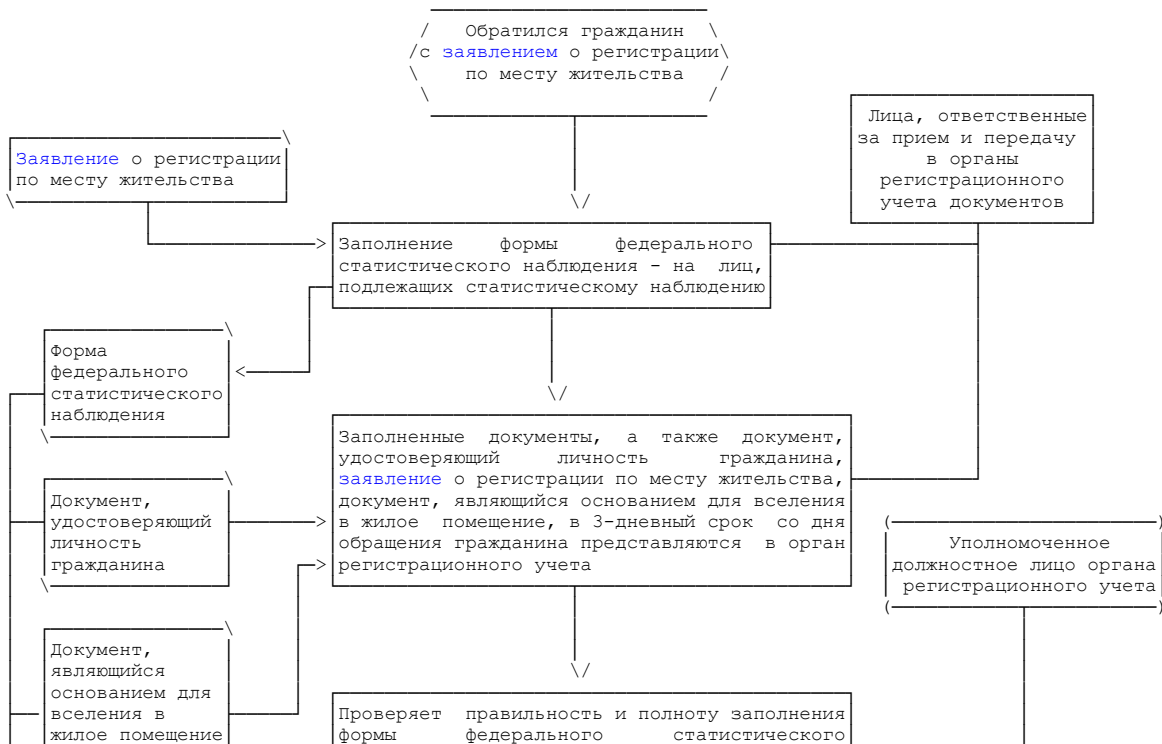 Обратился гражданин
с заявлением о регистрации
по месту жительства
Лица, ответственные
за прием и передачу
в органы
регистрационного
учета документов
Заявление о регистрации
по месту жительства
Заполнение формы федерального
статистического наблюдения - на лиц,
подлежащих статистическому наблюдению
Форма
федерального
статистического
наблюдения
Заполненные документы, а также документ,
удостоверяющий личность гражданина,
заявление о регистрации по месту жительства,
документ, являющийся основанием для вселения
в жилое помещение, в 3-дневный срок со дня
обращения гражданина представляются в орган
регистрационного учета
Документ,
удостоверяющий
личность
гражданина
Уполномоченное
должностное лицо органа
регистрационного учета
Документ,
являющийся
основанием для
вселения в
жилое помещение
Проверяет правильность и полноту заполнения
формы федерального статистического